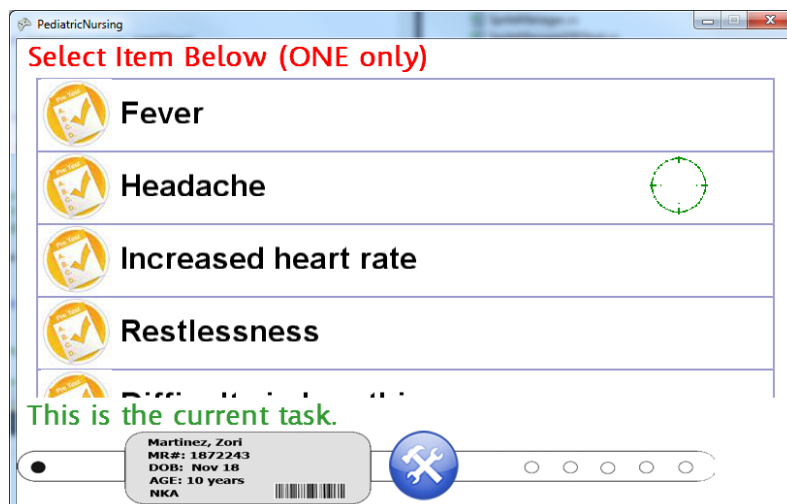 PediatricNursing
Select Item Below (ONE only)
Fever
Headache
Increased heart rate
Restlessness
This is the current task.
Martinez, Zori
MR#: 1872243
DOB: Nov 18
AGE: 10 years
NKA